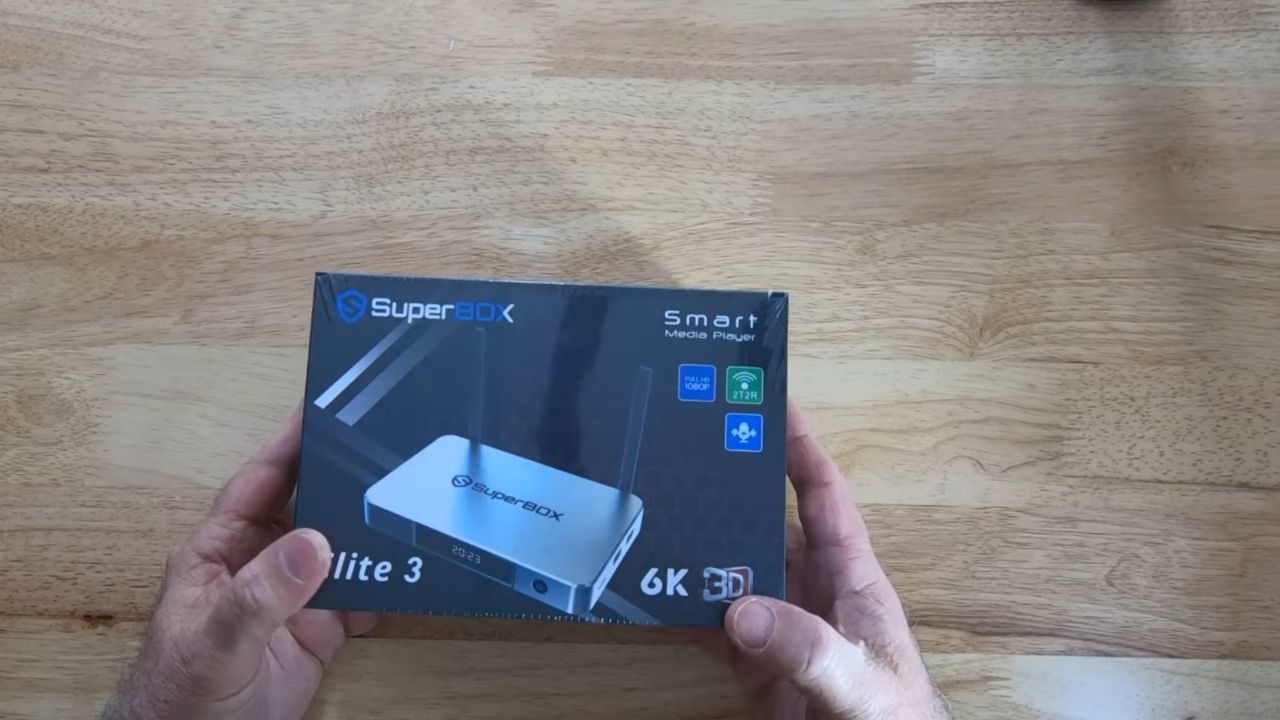 SuperBOX
Smart
Media Player
FULL HD
1080P
2T2R
SuperBOX
20:23
lite 3
6K 3D